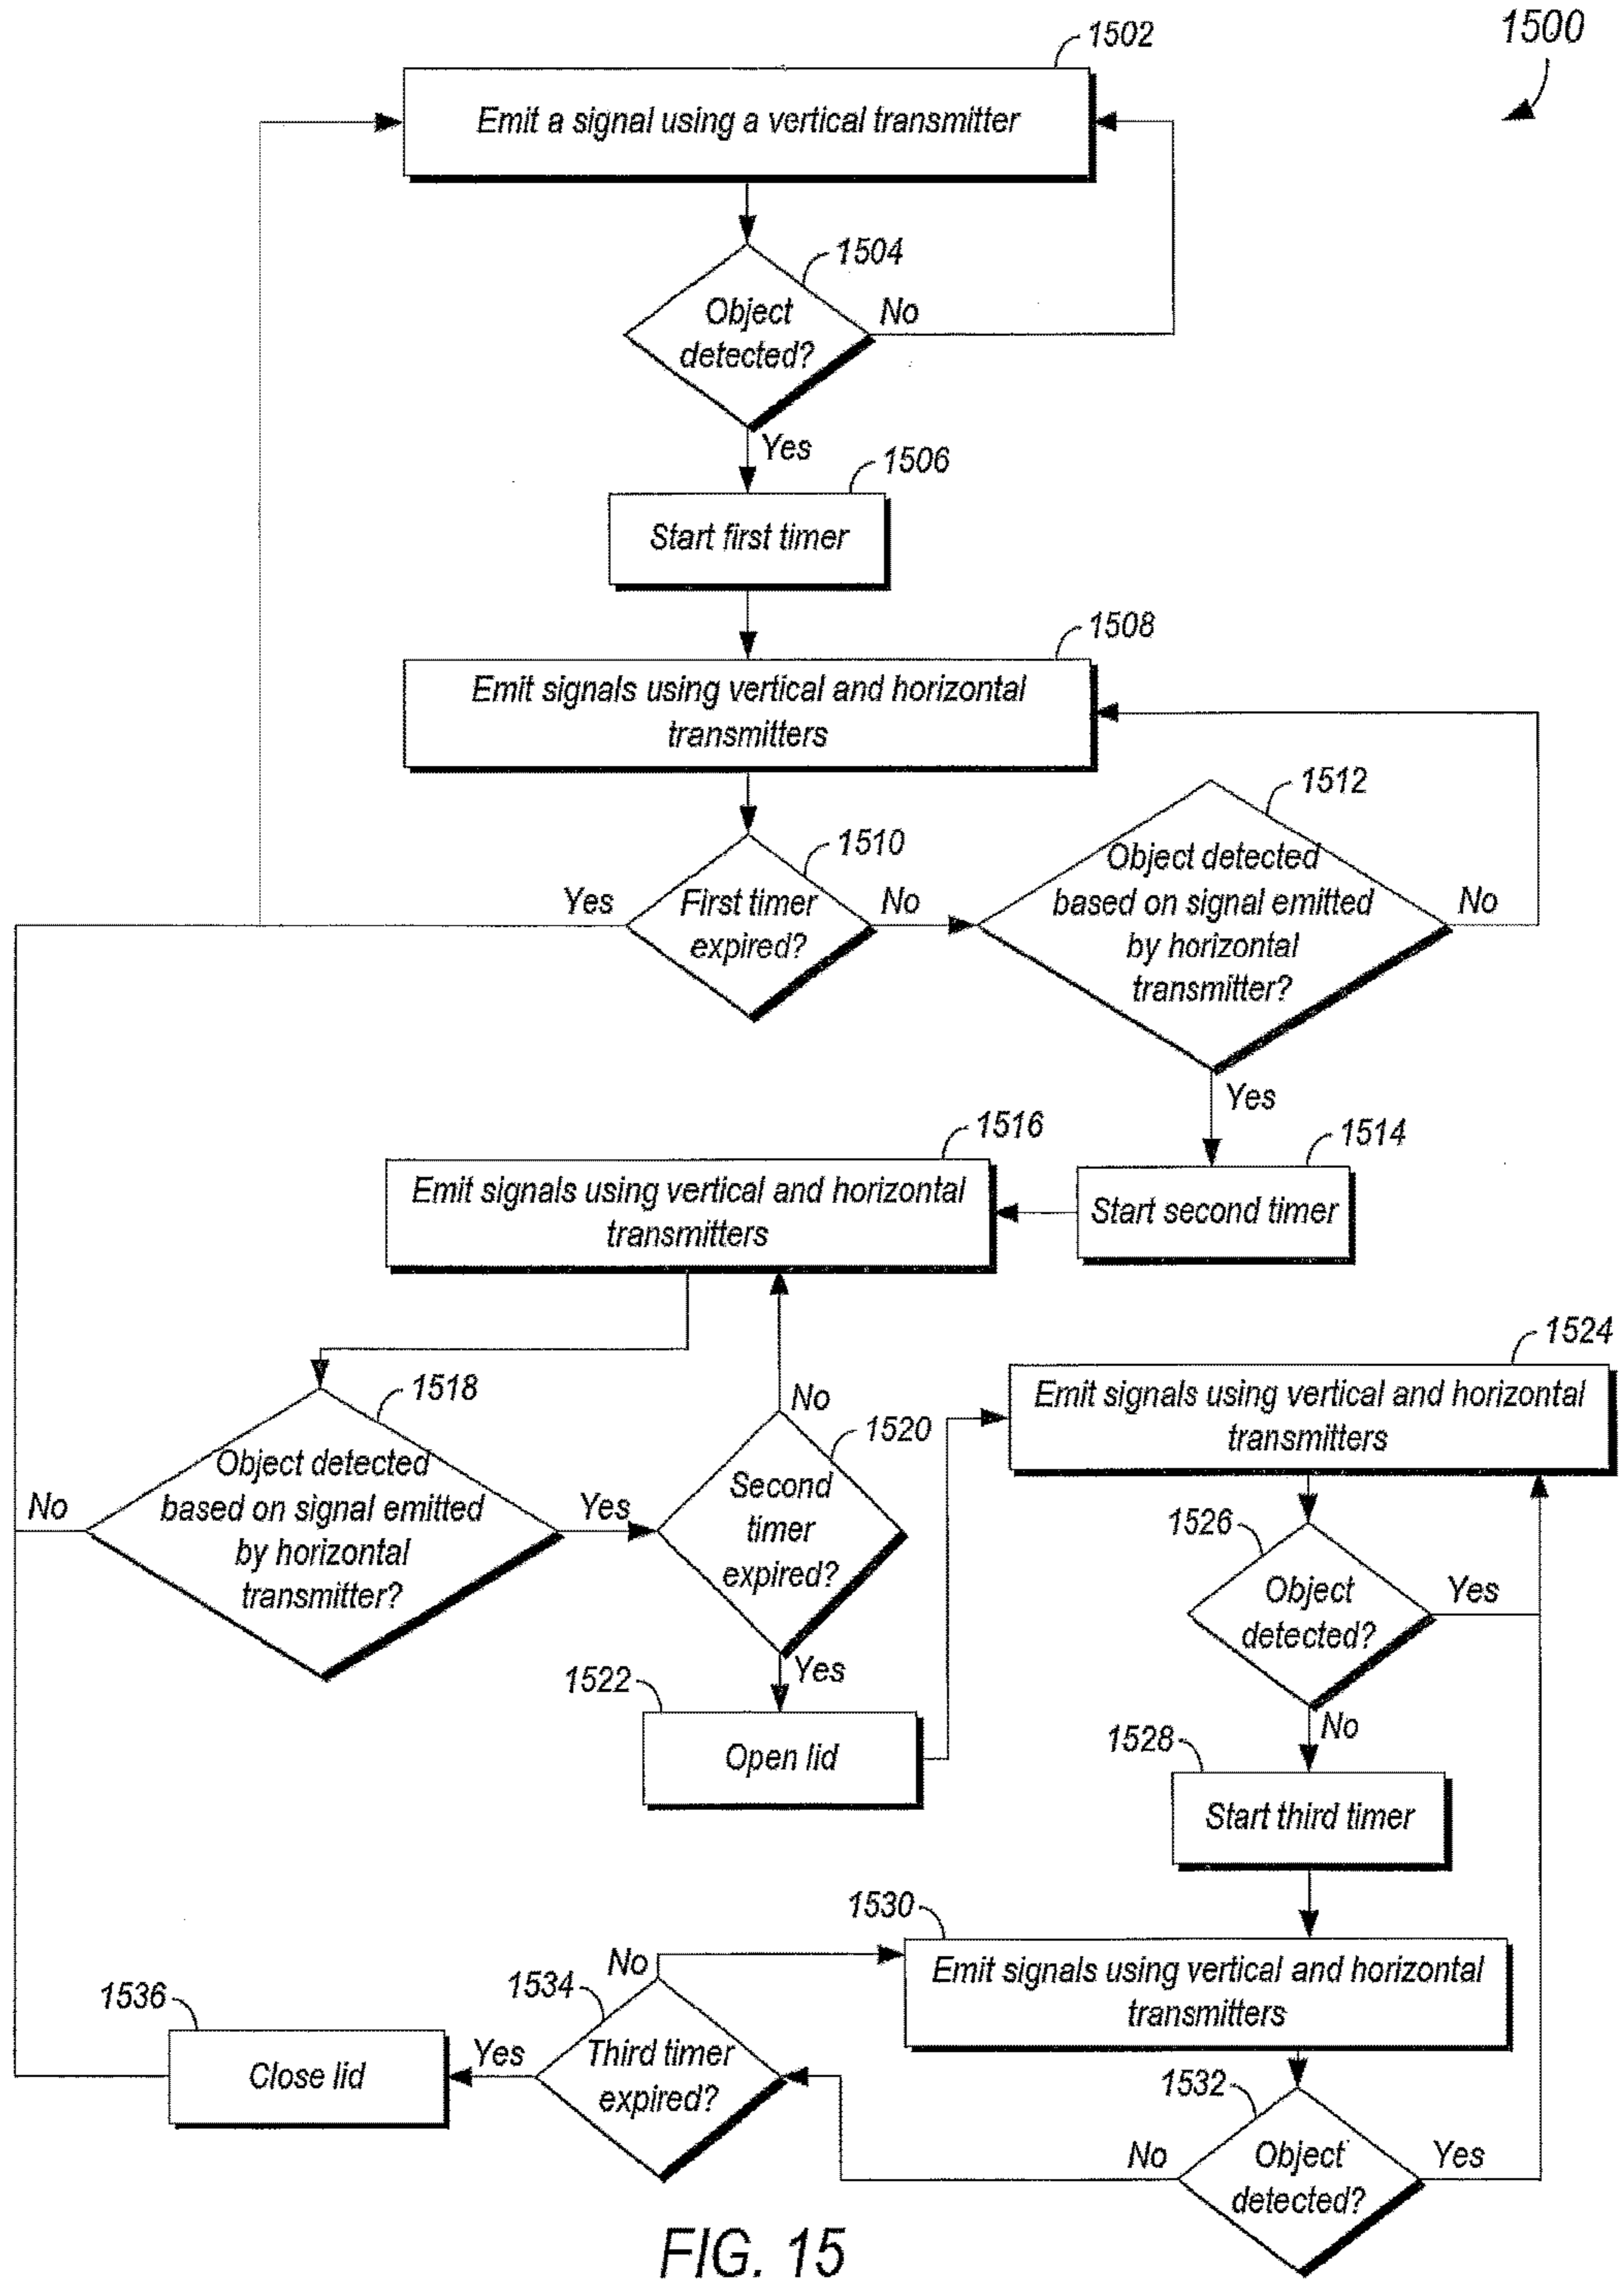 1500
1502
Emit a signal using a vertical transmitter
1504
Object
detected?
No
Yes
1506
Start first timer
1508
Emit signals using vertical and horizontal
transmitters
1510
First timer
expired?
Yes
No
1512
Object detected
based on signal emitted
by horizontal
transmitter?
No
Yes
1514
Start second timer
1516
Emit signals using vertical and horizontal
transmitters
1518
Object detected
based on signal emitted
by horizontal
transmitter?
No
Yes
1520
Second
timer
expired?
No
Yes
1522
Open lid
1524
Emit signals using vertical and horizontal
transmitters
1526
Object
detected?
Yes
No
1528
Start third timer
1530
Emit signals using vertical and horizontal
transmitters
1532
Object
detected?
Yes
No
1534
Third timer
expired?
No
Yes
1536
Close lid
FIG. 15